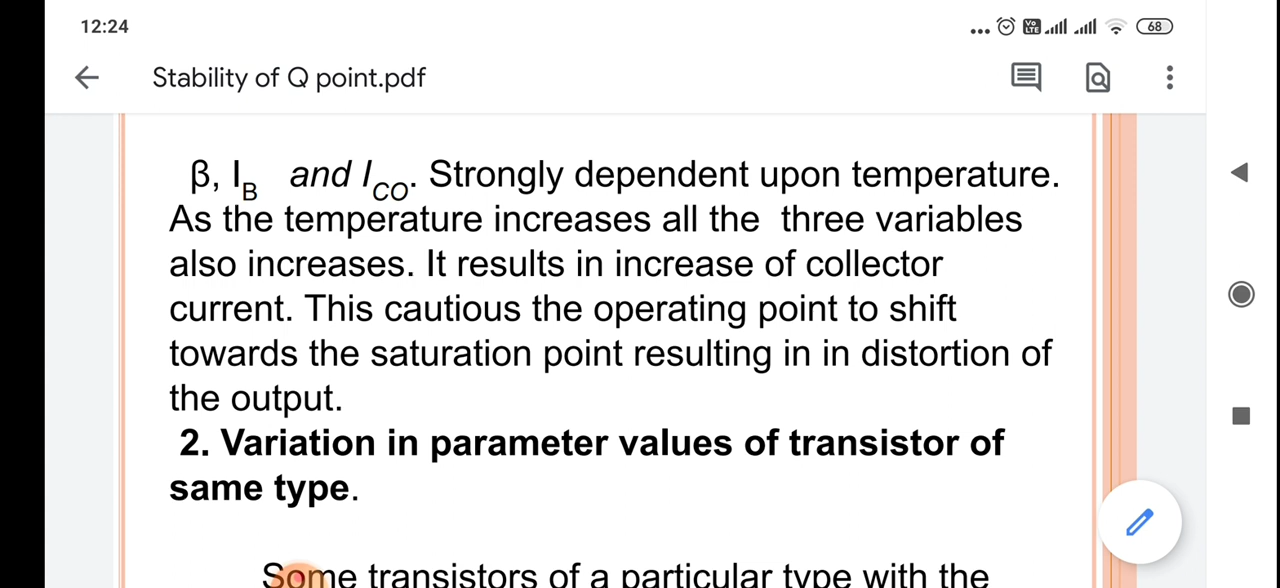 12:24
Vo LTE
68
Stability of Q point.pdf
β, IB and ICO. Strongly dependent upon temperature.
As the temperature increases all the three variables
also increases. It results in increase of collector
current. This cautious the operating point to shift
towards the saturation point resulting in in distortion of
the output.
2. Variation in parameter values of transistor of
same type.
Some transistors of a particular type with the